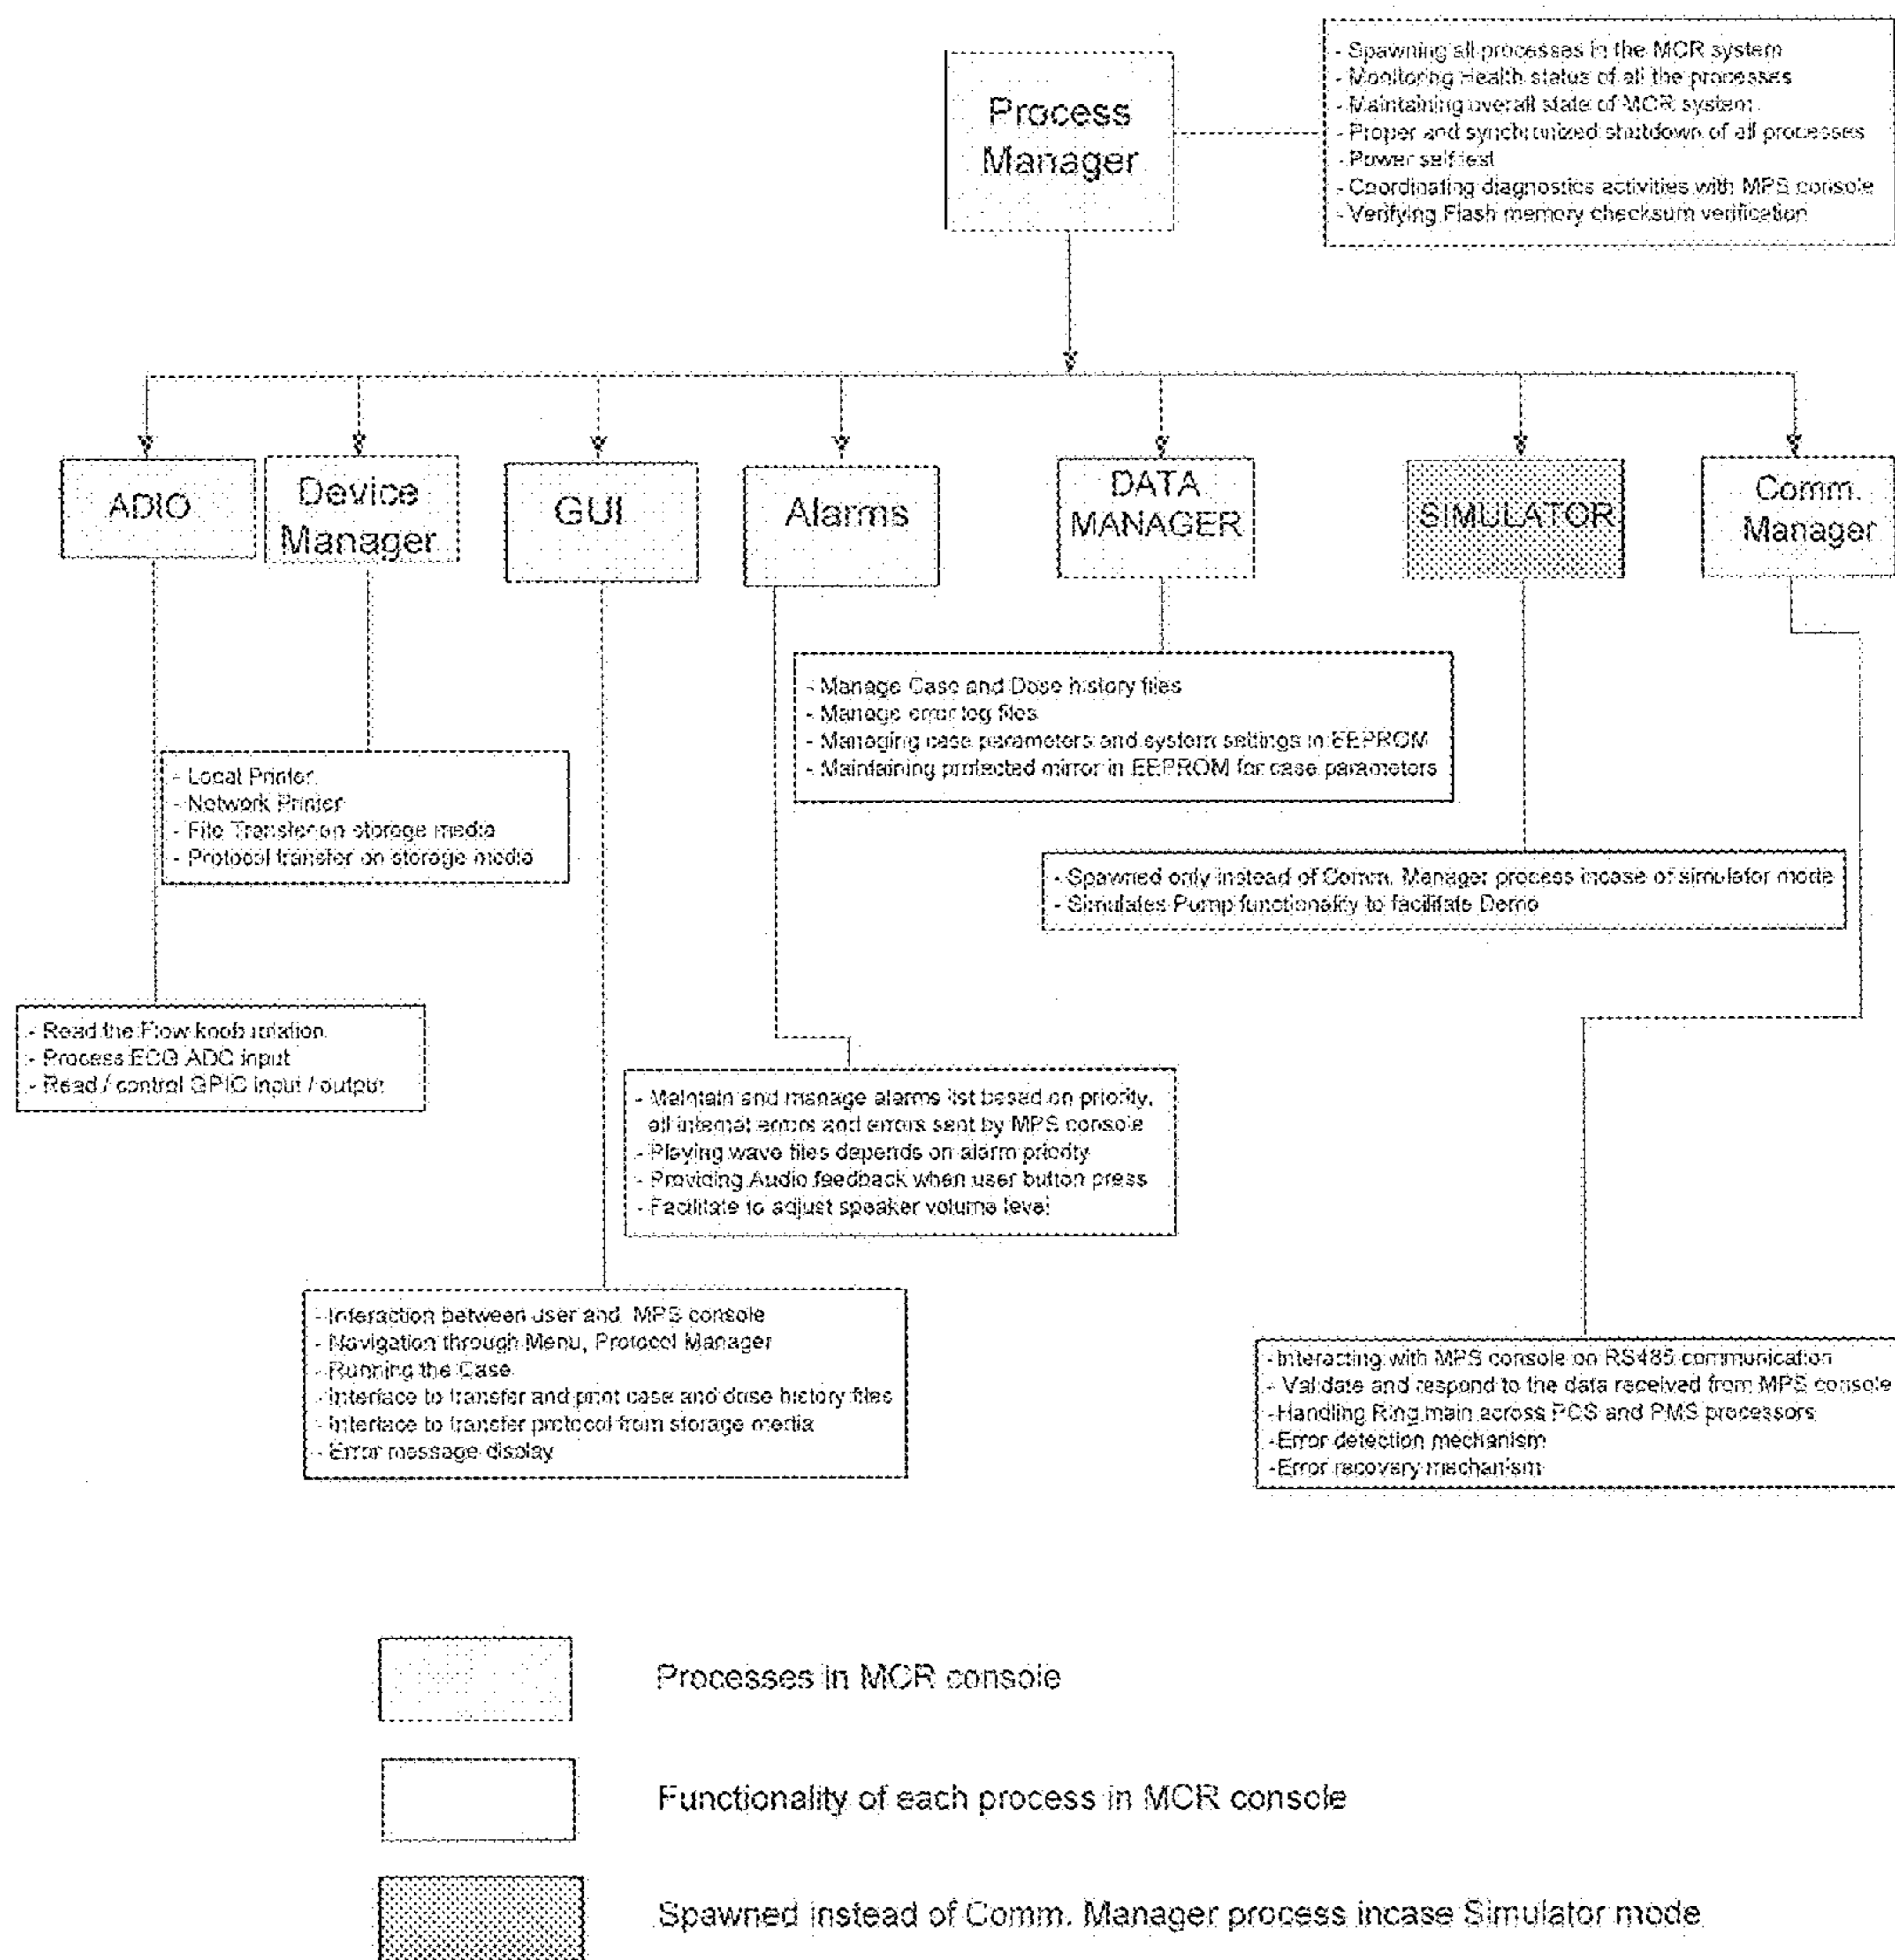 Process
Manager
- Spawning all processes in the MCR system
- Monitoring Health status of all the processes
- Maintaining overall state of MCR system
- Proper and synchronized shutdown of all processes
- Power self test
- Coordinating diagnostics activities with MPS console
- Verifying Flash memory checksum verification
ADIO
Device
Manager
GUI
Alarms
DATA
MANAGER
SIMULATOR
Comm.
Manager
- Manage Case and Dose history files
- Manage error log files
- Managing case parameters and system settings in EEPROM
- Maintaining protected mirror in EEPROM for case parameters
- Local Printer
- Network Printer
- File Transfer on storage media
- Protocol transfer on storage media
- Spawned only instead of Comm. Manager process incase of simulator mode
- Simulates Pump functionality to facilitate Demo
- Read the Flow knob rotation
- Process ECG ADC input
- Read / control GPIO input / output
- Maintain and manage alarms list based on priority,
all internal errors and errors sent by MPS console
- Playing wave files depends on alarm priority
- Providing Audio feedback when user button press
- Facilitate to adjust speaker volume level
- Interaction between user and MPS console
- Navigation through Menu, Protocol Manager
- Running the Case
- Interface to transfer and print case and dose history files
- Interface to transfer protocol from storage media
- Error message display
- Interacting with MPS console on RS485 communication
- Validate and respond to the data received from MPS console
- Handling Ring main across PCS and PMS processors
- Error detection mechanism
- Error recovery mechanism
Processes in MCR console
Functionality of each process in MCR console
Spawned instead of Comm. Manager process incase Simulator mode